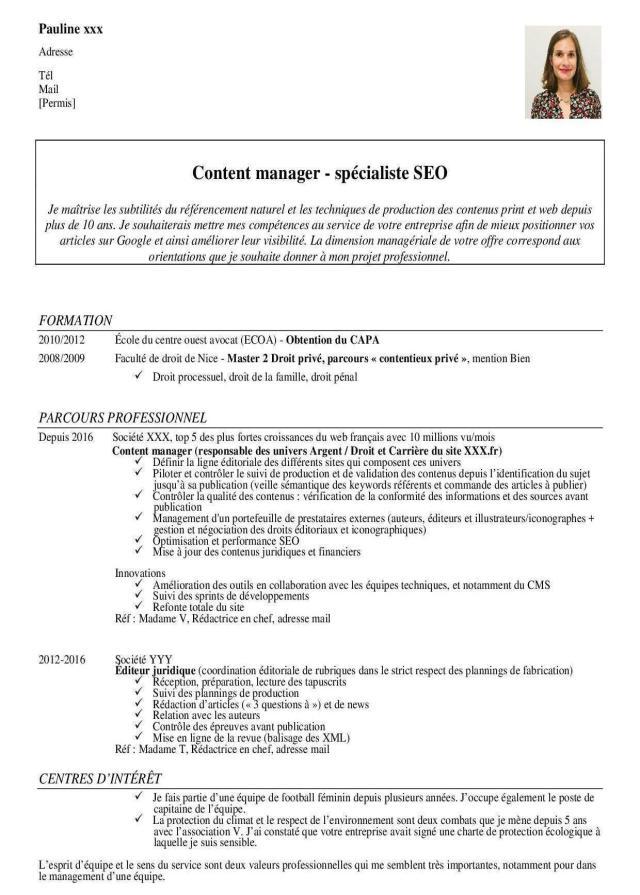 Pauline xxx
Adresse
Tél
Mail
[Permis]
Content manager - spécialiste SEO
Je maîtrise les subtilités du référencement naturel et les techniques de production des contenus print et web depuis
plus de 10 ans. Je souhaiterais mettre mes compétences au service de votre entreprise afin de mieux positionner vos
articles sur Google et ainsi améliorer leur visibilité. La dimension managériale de votre offre correspond aux
orientations que je souhaite donner à mon projet professionnel.
FORMATION
2010/2012 École du centre ouest avocat (ECOA) - Obtention du CAPA
2008/2009 Faculté de droit de Nice - Master 2 Droit privé, parcours « contentieux privé », mention Bien
✓ Droit processuel, droit de la famille, droit pénal
PARCOURS PROFESSIONNEL
Depuis 2016 Société XXX, top 5 des plus fortes croissances du web français avec 10 millions vu/mois
Content manager (responsable des univers Argent / Droit et Carrière du site XXX.fr)
✓ Définir la ligne éditoriale des différents sites qui composent ces univers
✓ Piloter et contrôler le suivi de production et de validation des contenus depuis l'identification du sujet
jusqu'à sa publication (veille sémantique des keywords référents et commande des articles à publier)
✓ Contrôler la qualité des contenus : vérification de la conformité des informations et des sources avant
publication
✓ Management d'un portefeuille de prestataires externes (auteurs, éditeurs et illustrateurs/iconographes +
gestion et négociation des droits éditoriaux et iconographiques)
✓ Optimisation et performance SEO
✓ Mise à jour des contenus juridiques et financiers
Innovations
✓ Amélioration des outils en collaboration avec les équipes techniques, et notamment du CMS
✓ Suivi des sprints de développements
✓ Refonte totale du site
Réf : Madame V, Rédactrice en chef, adresse mail
2012-2016 Société YYY
Éditeur juridique (coordination éditoriale de rubriques dans le strict respect des plannings de fabrication)
✓ Réception, préparation, lecture des tapuscrits
✓ Suivi des plannings de production
✓ Rédaction d'articles (« 3 questions à ») et de news
✓ Relation avec les auteurs
✓ Contrôle des épreuves avant publication
✓ Mise en ligne de la revue (balisage des XML)
Réf : Madame T, Rédactrice en chef, adresse mail
CENTRES D'INTÉRÊT
✓ Je fais partie d'une équipe de football féminin depuis plusieurs années. J'occupe également le poste de
capitaine de l'équipe.
✓ La protection du climat et le respect de l'environnement sont deux combats que je mène depuis 5 ans
avec l'association V. J'ai constaté que votre entreprise avait signé une charte de protection écologique à
laquelle je suis sensible.
L'esprit d'équipe et le sens du service sont deux valeurs professionnelles qui me semblent très importantes, notamment pour dans
le management d'une équipe.